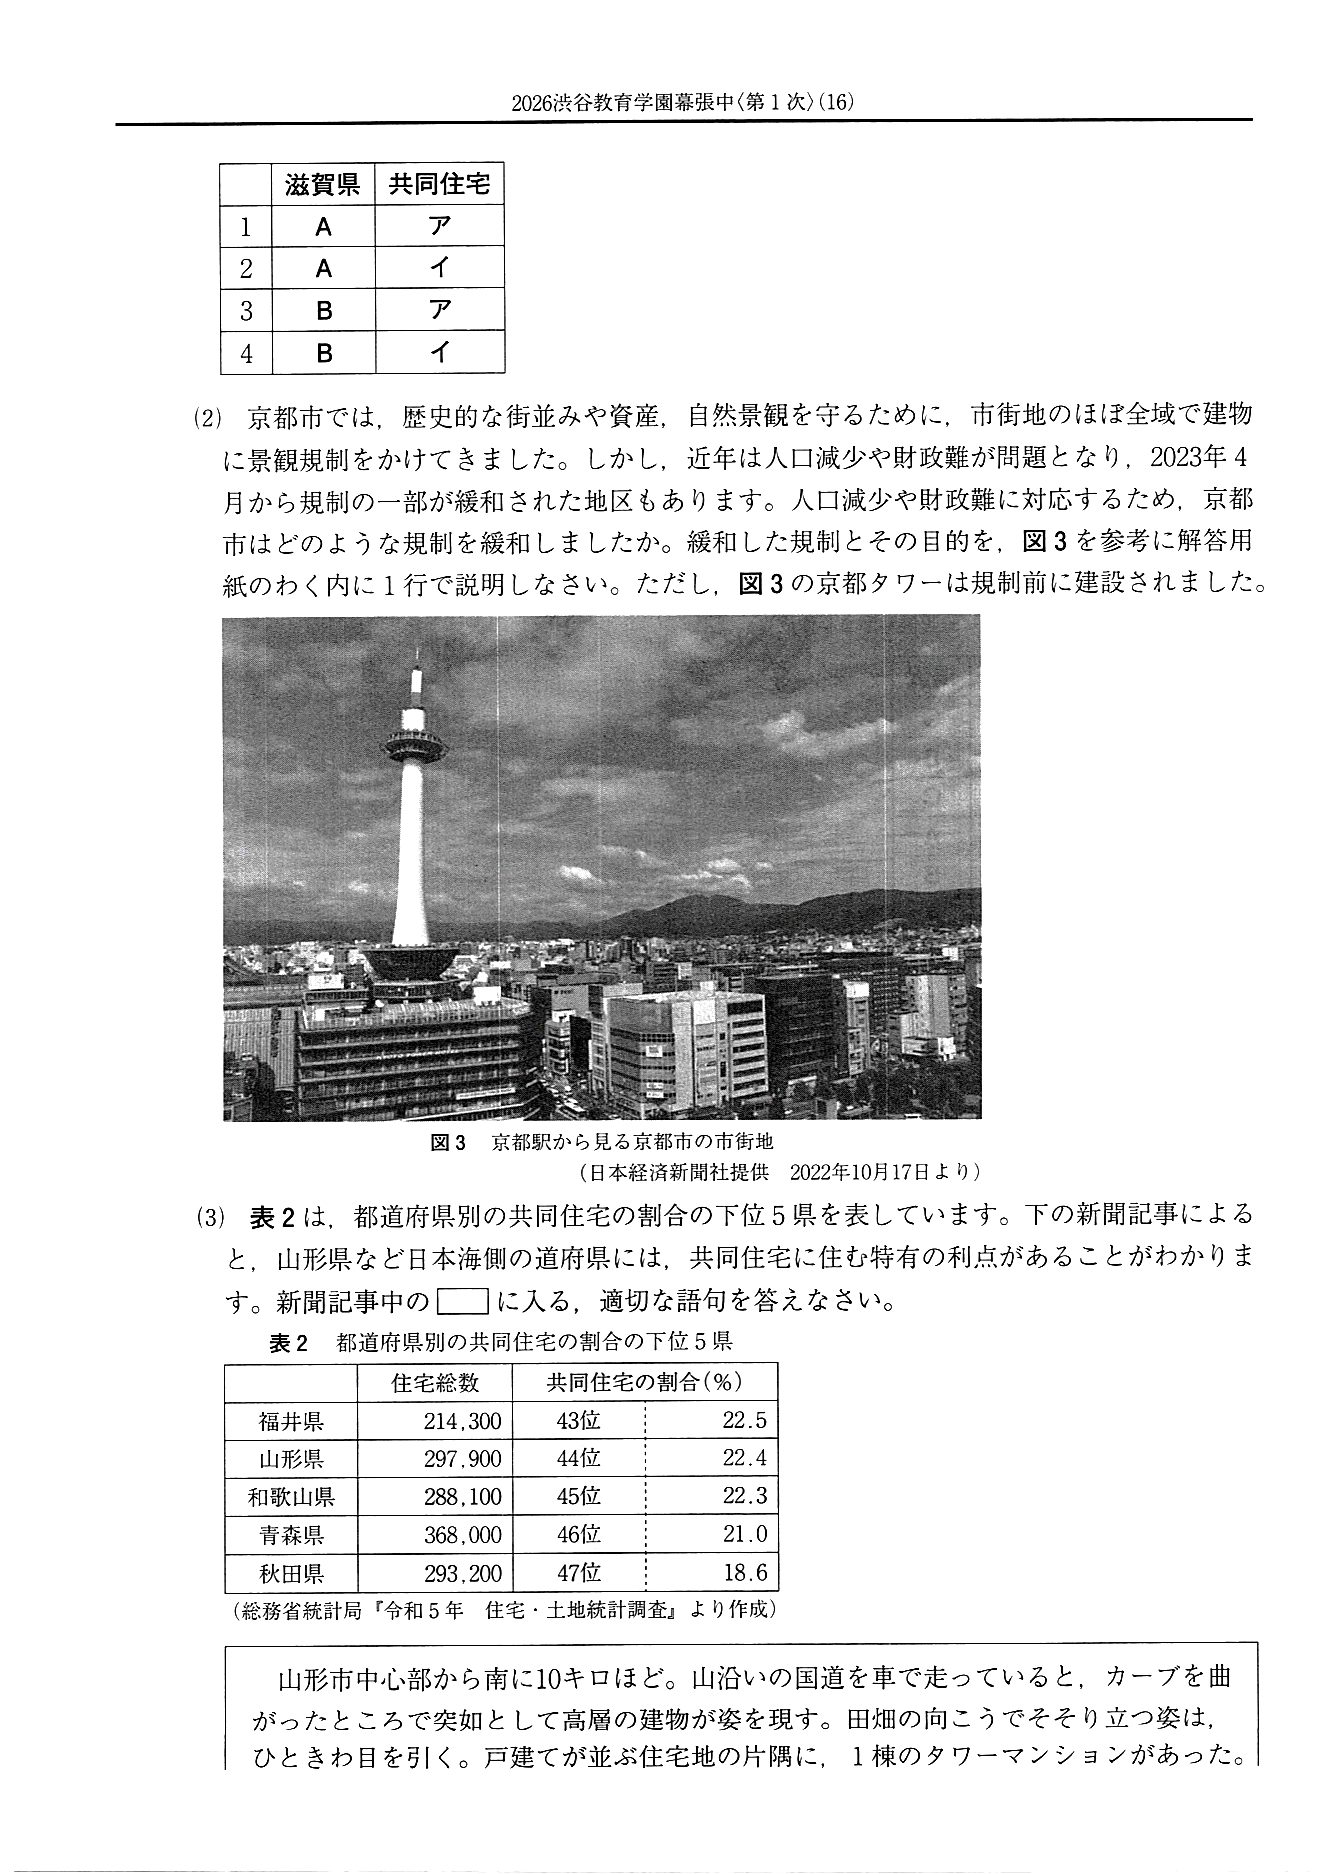 2026渋谷教育学園幕張中〈第1次〉(16)
滋賀県 共同住宅
1 A ア
2 A イ
3 B ア
4 B イ
(2) 京都市では，歴史的な街並みや資産，自然景観を守るために，市街地のほぼ全域で建物
に景観規制をかけてきました。しかし，近年は人口減少や財政難が問題となり，2023年4
月から規制の一部が緩和された地区もあります。人口減少や財政難に対応するため，京都
市はどのような規制を緩和しましたか。緩和した規制とその目的を，図3を参考に解答用
紙のわく内に1行で説明しなさい。ただし，図3の京都タワーは規制前に建設されました。
図3 京都駅から見る京都市の市街地
（日本経済新聞社提供 2022年10月17日より）
(3) 表2は，都道府県別の共同住宅の割合の下位5県を表しています。下の新聞記事による
と，山形県など日本海側の道府県には，共同住宅に住む特有の利点があることがわかりま
す。新聞記事中の□に入る，適切な語句を答えなさい。
表2 都道府県別の共同住宅の割合の下位5県
住宅総数 共同住宅の割合(％)
福井県 214,300 43位 22.5
山形県 297,900 44位 22.4
和歌山県 288,100 45位 22.3
青森県 368,000 46位 21.0
秋田県 293,200 47位 18.6
（総務省統計局『令和5年 住宅・土地統計調査』より作成）
山形市中心部から南に10キロほど。山沿いの国道を車で走っていると，カーブを曲
がったところで突如として高層の建物が姿を現す。田畑の向こうでそそり立つ姿は，
ひときわ目を引く。戸建てが並ぶ住宅地の片隅に，1棟のタワーマンションがあった。